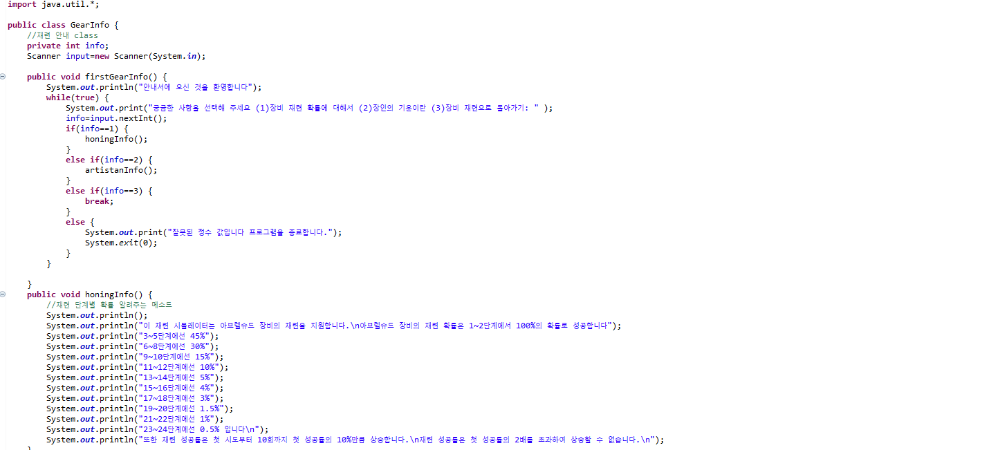 import java.util.*;
public class GearInfo {
//재련 안내 class
private int info;
Scanner input=new Scanner(System.in);
public void firstGearInfo() {
System.out.println("안내서에 오신 것을 환영합니다");
while(true) {
System.out.print("궁금한 사항을 선택해 주세요 (1)장비 재련 확률에 대해서 (2)장인의 기운이란 (3)장비 재련으로 돌아가기: " );
info=input.nextInt();
if(info==1) {
honingInfo();
}
else if(info==2) {
artistanInfo();
}
else if(info==3) {
break;
}
else {
System.out.print("잘못된 정수 값입니다 프로그램을 종료합니다.");
System.exit(0);
}
}
}
public void honingInfo() {
//재련 단계별 확률 알려주는 메소드
System.out.println();
System.out.println("이 재련 시뮬레이터는 아브렐슈드 장비의 재련을 지원합니다.\n아브렐슈드 장비의 재련 확률은 1~2단계에서 100%의 확률로 성공합니다");
System.out.println("3~5단계에선 45%");
System.out.println("6~8단계에선 30%");
System.out.println("9~10단계에선 15%");
System.out.println("11~12단계에선 10%");
System.out.println("13~14단계에선 5%");
System.out.println("15~16단계에선 4%");
System.out.println("17~18단계에선 3%");
System.out.println("19~20단계에선 1.5%");
System.out.println("21~22단계에선 1%");
System.out.println("23~24단계에선 0.5% 입니다\n");
System.out.println("또한 재련 성공률은 첫 시도부터 10회까지 첫 성공률의 10%만큼 상승합니다.\n재련 성공률은 첫 성공률의 2배를 초과하여 상승할 수 없습니다.\n");
}